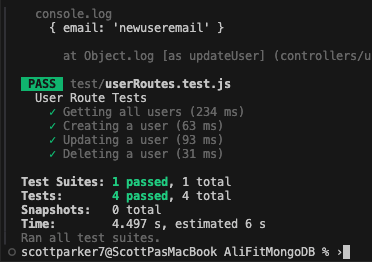 console.log
{ email: 'newuseremail' }
at Object.log [as updateUser] (controllers/u
PASS test/userRoutes.test.js
User Route Tests
✓ Getting all users (234 ms)
✓ Creating a user (63 ms)
✓ Updating a user (93 ms)
✓ Deleting a user (31 ms)
Test Suites: 1 passed, 1 total
Tests: 4 passed, 4 total
Snapshots: 0 total
Time: 4.497 s, estimated 6 s
Ran all test suites.
scottparker7@ScottPasMacBook AliFitMongoDB % ›